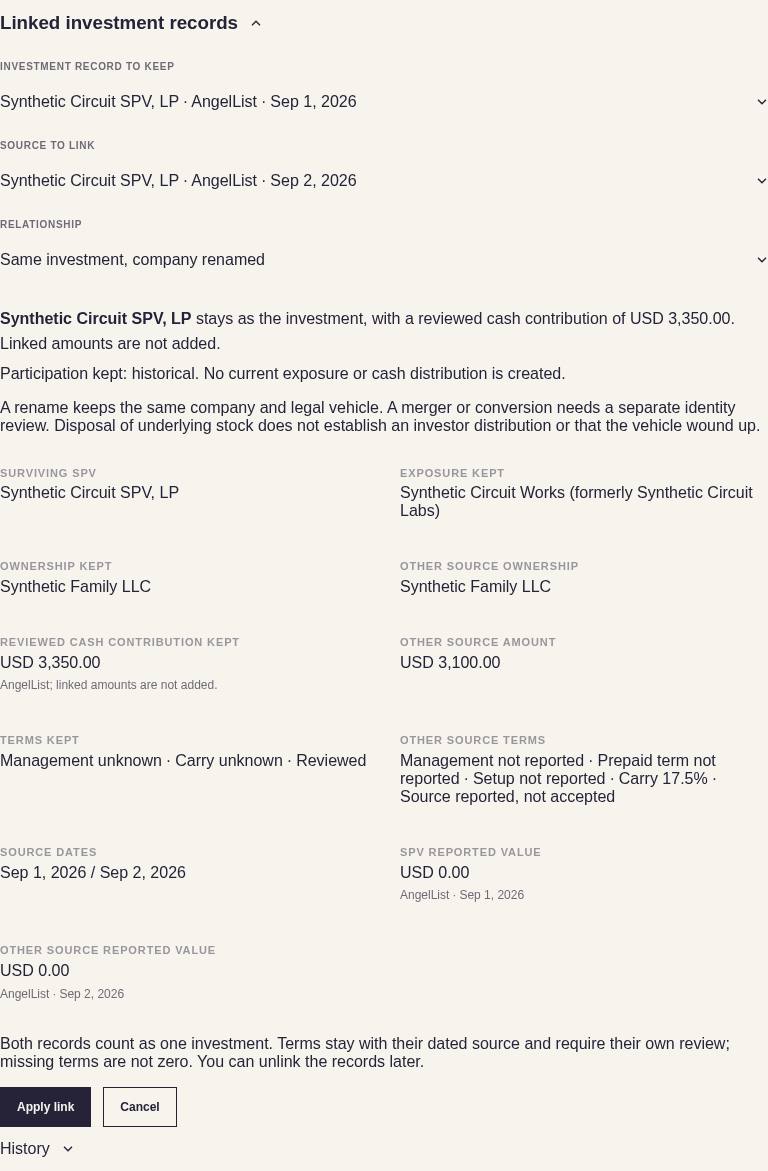 Linked investment records
INVESTMENT RECORD TO KEEP
Synthetic Circuit SPV, LP · AngelList · Sep 1, 2026
SOURCE TO LINK
Synthetic Circuit SPV, LP · AngelList · Sep 2, 2026
RELATIONSHIP
Same investment, company renamed
Synthetic Circuit SPV, LP stays as the investment, with a reviewed cash contribution of USD 3,350.00.
Linked amounts are not added.
Participation kept: historical. No current exposure or cash distribution is created.
A rename keeps the same company and legal vehicle. A merger or conversion needs a separate identity
review. Disposal of underlying stock does not establish an investor distribution or that the vehicle wound up.
SURVIVING SPV
Synthetic Circuit SPV, LP
EXPOSURE KEPT
Synthetic Circuit Works (formerly Synthetic Circuit
Labs)
OWNERSHIP KEPT
Synthetic Family LLC
OTHER SOURCE OWNERSHIP
Synthetic Family LLC
REVIEWED CASH CONTRIBUTION KEPT
USD 3,350.00
AngelList; linked amounts are not added.
OTHER SOURCE AMOUNT
USD 3,100.00
TERMS KEPT
Management unknown · Carry unknown · Reviewed
OTHER SOURCE TERMS
Management not reported · Prepaid term not
reported · Setup not reported · Carry 17.5% ·
Source reported, not accepted
SOURCE DATES
Sep 1, 2026 / Sep 2, 2026
SPV REPORTED VALUE
USD 0.00
AngelList · Sep 1, 2026
OTHER SOURCE REPORTED VALUE
USD 0.00
AngelList · Sep 2, 2026
Both records count as one investment. Terms stay with their dated source and require their own review;
missing terms are not zero. You can unlink the records later.
Apply link
Cancel
History